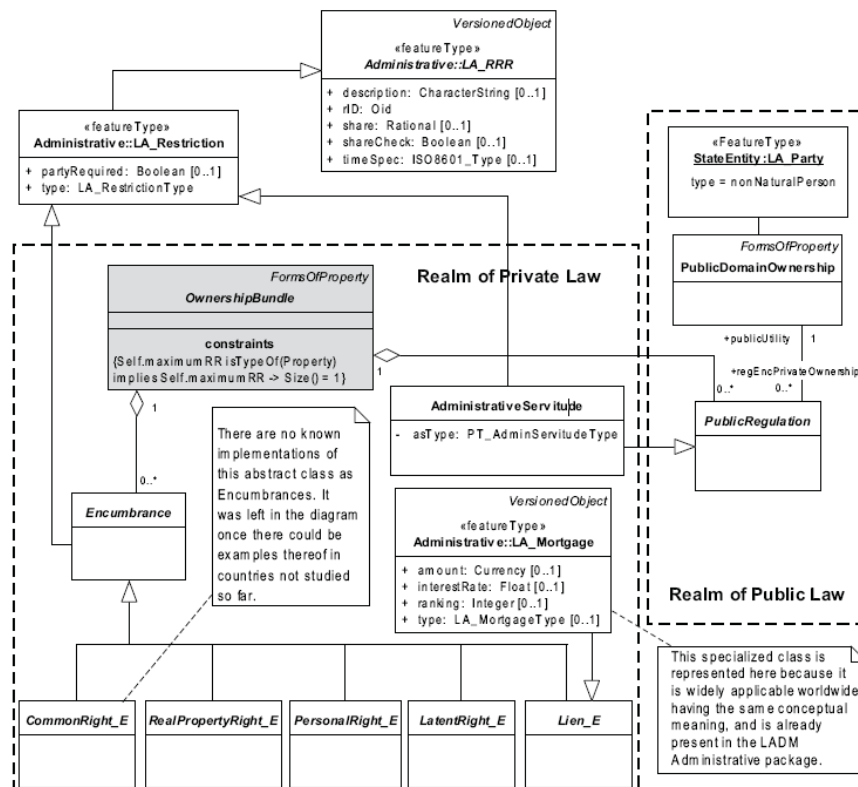 VersionedObject
«featureType»
Administrative::LA_RRR
+ description: CharacterString [0..1]
+ rID: Oid
+ share: Rational [0..1]
+ shareCheck: Boolean [0..1]
+ timeSpec: ISO8601_Type [0..1]
«featureType»
Administrative::LA_Restriction
+ partyRequired: Boolean [0..1]
+ type: LA_RestrictionType
«FeatureType»
StateEntity:LA_Party
type = nonNaturalPerson
FormsOfProperty
PublicDomainOwnership
+publicUtility
1
+regEncPrivateOwnership
0..*
0..*
PublicRegulation
Realm of Public Law
Realm of Private Law
FormsOfProperty
OwnershipBundle
constraints
{Self.maximumRR isTypeOf(Property)
implies Self.maximumRR -> Size() = 1}
1
1
0..*
AdministrativeServitude
- asType: PT_AdminServitudeType
There are no known
implementations of
this abstract class as
Encumbrances. It
was left in the diagram
once there could be
examples thereof in
countries not studied
so far.
Encumbrance
VersionedObject
«featureType»
Administrative::LA_Mortgage
+ amount: Currency [0..1]
+ interestRate: Float [0..1]
+ ranking: Integer [0..1]
+ type: LA_MortgageType [0..1]
This specialized class is
represented here because it
is widely applicable worldwide
having the same conceptual
meaning, and is already
present in the LADM
Administrative package.
CommonRight_E
RealPropertyRight_E
PersonalRight_E
LatentRight_E
Lien_E